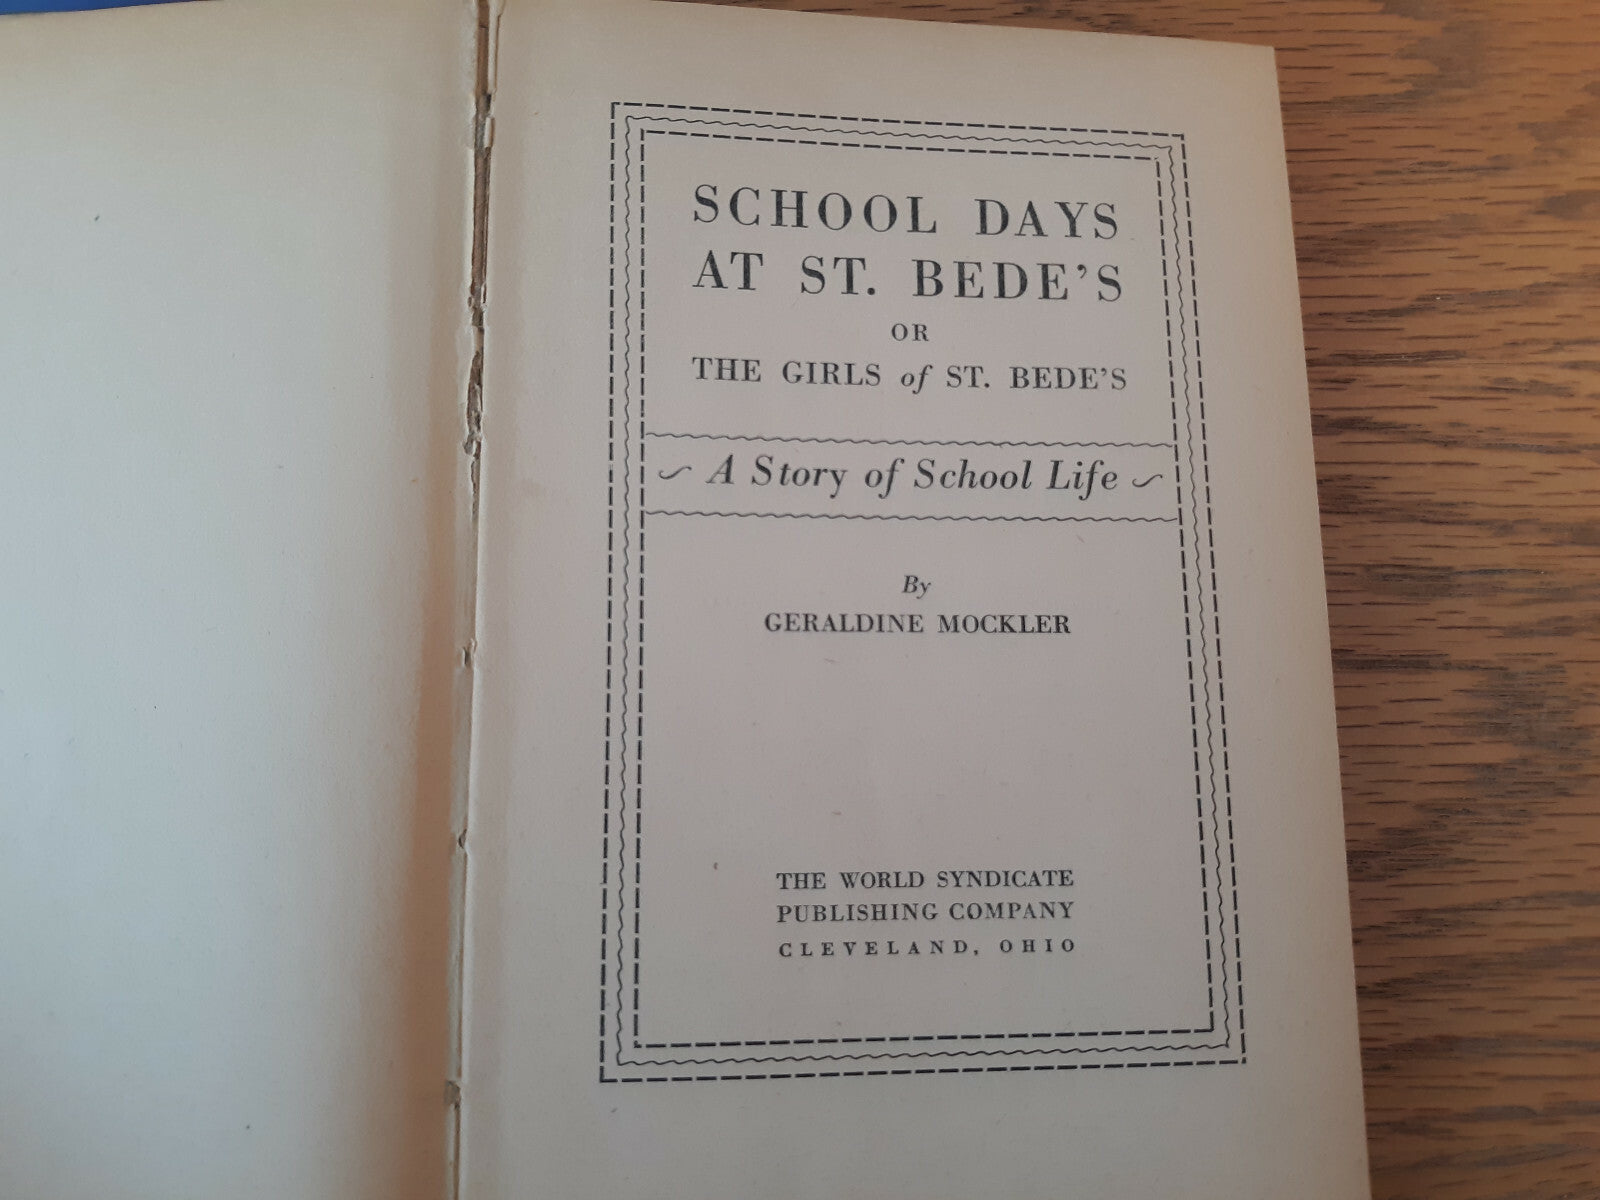 SCHOOL DAYS
AT ST. BEDE'S
OR
THE GIRLS of ST. BEDE'S
A Story of School Life
By
GERALDINE MOCKLER
THE WORLD SYNDICATE
PUBLISHING COMPANY
CLEVELAND, OHIO